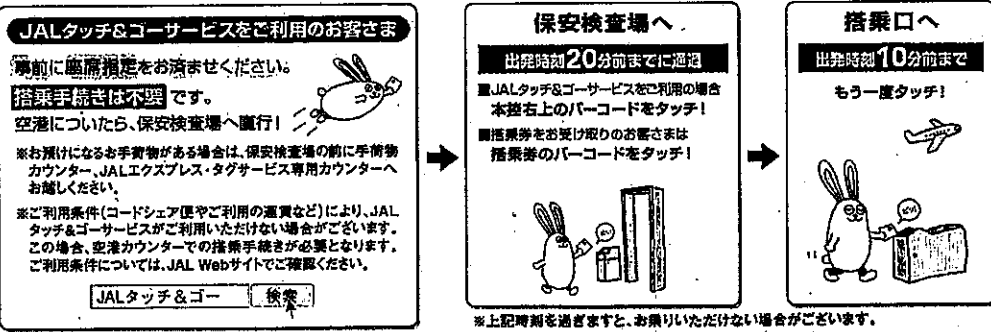 JALタッチ&ゴーサービスをご利用のお客さま
事前に座席指定をお済ませください。
搭乗手続きは不要 です。
空港についたら、保安検査場へ直行!
※お預けになるお手荷物がある場合は、保安検査場の前に手荷物
カウンター、JALエクスプレス・タグサービス専用カウンターへ
お越しください。
※ご利用条件(コードシェア便やご利用の運賃など)により、JAL
タッチ&ゴーサービスがご利用いただけない場合がございます。
この場合、空港カウンターでの搭乗手続きが必要となります。
ご利用条件については、JAL Webサイトでご確認ください。
JALタッチ&ゴー 検索
保安検査場へ
出発時刻20分前までに通過
■JALタッチ&ゴーサービスをご利用の場合
本控右上のバーコードをタッチ!
■搭乗券をお受け取りのお客さまは
搭乗券のバーコードをタッチ!
ピッ!
搭乗口へ
出発時刻10分前まで
もう一度タッチ!
ピッ!
※上記時刻を過ぎますと、お乗りいただけない場合がございます。